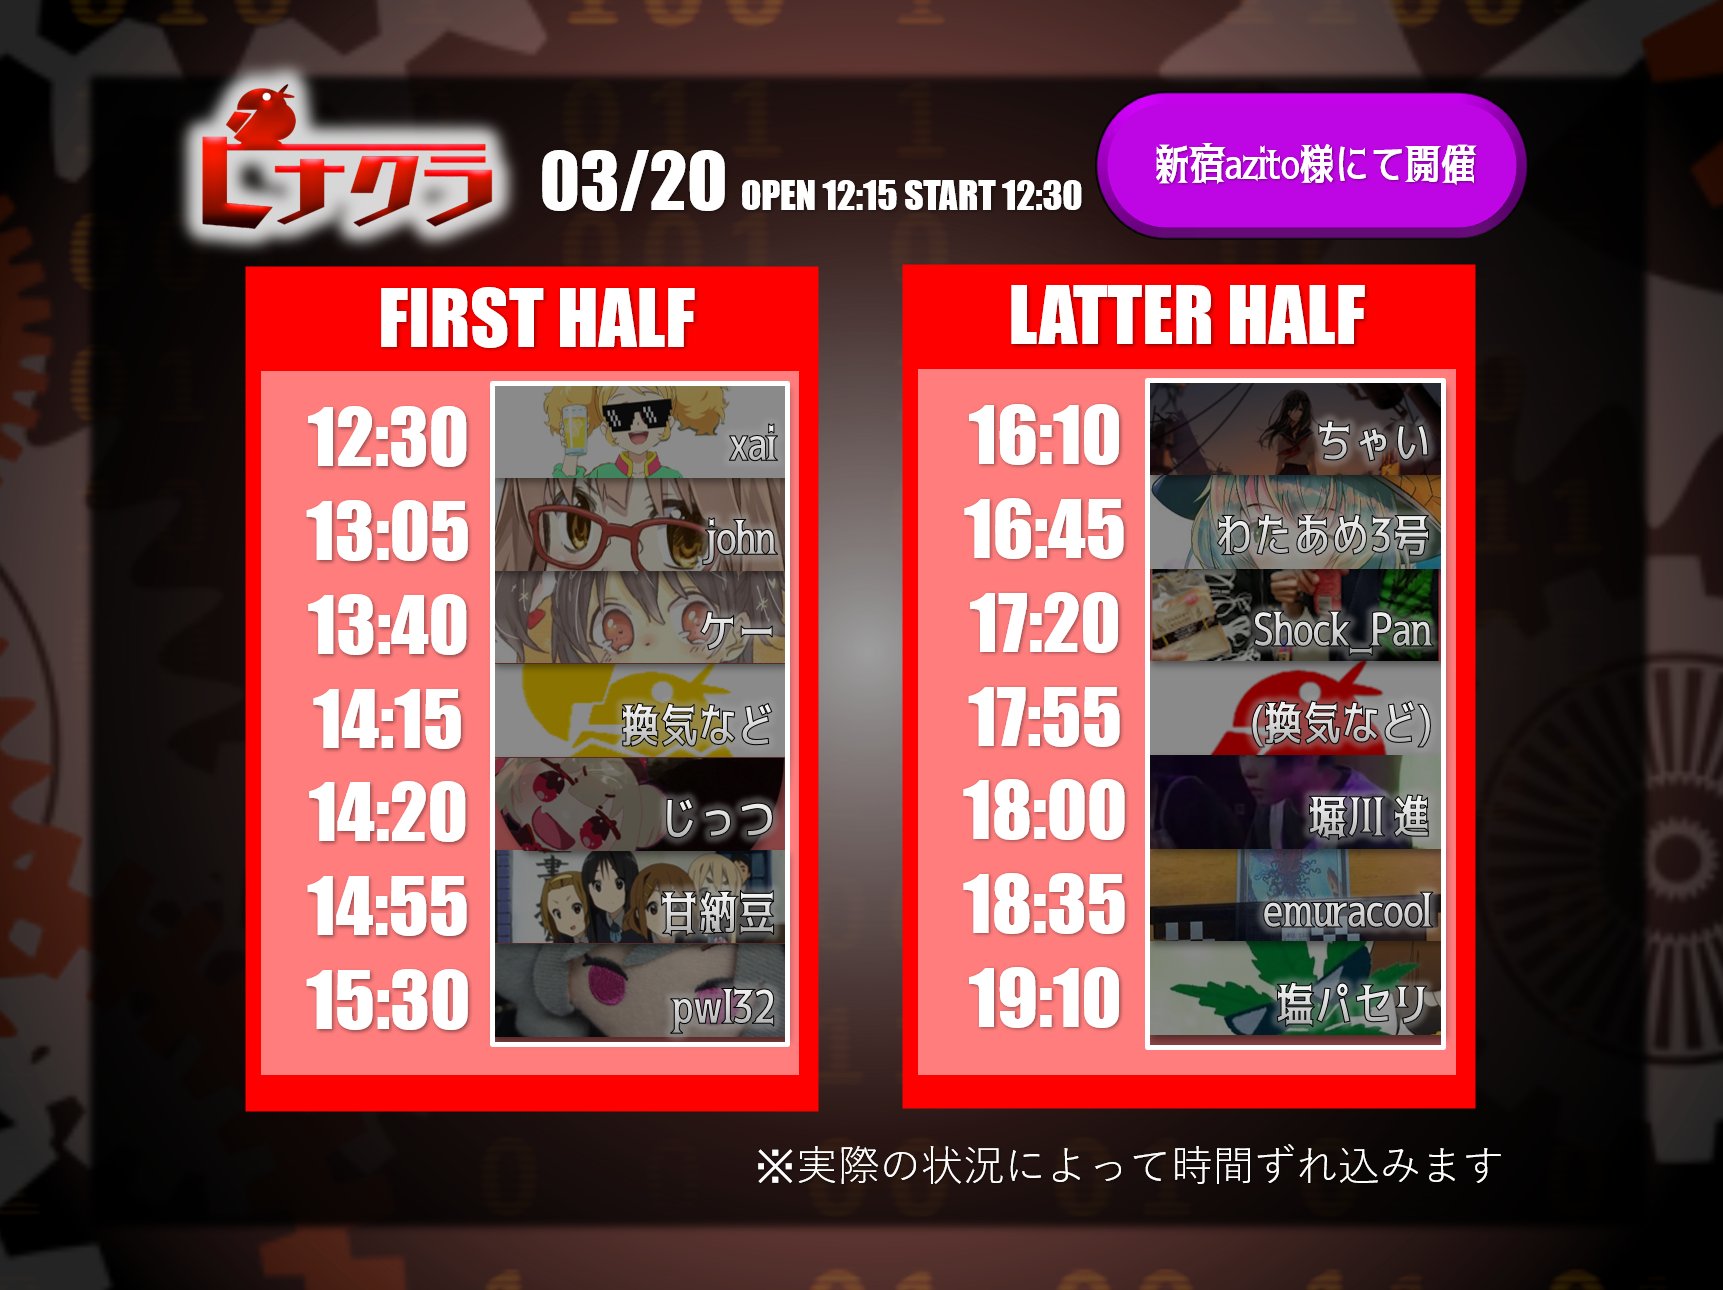 ヒナクラ
03/20 OPEN 12:15 START 12:30
新宿azito様にて開催
FIRST HALF
12:30 xai
13:05 john
13:40 ケー
14:15 換気など
14:20 じっつ
14:55 甘納豆
15:30 pwl32
LATTER HALF
16:10 ちゃい
16:45 わたあめ3号
17:20 Shock_Pan
17:55 (換気など)
18:00 堀川 進
18:35 emuracool
19:10 塩パセリ
※実際の状況によって時間ずれ込みます